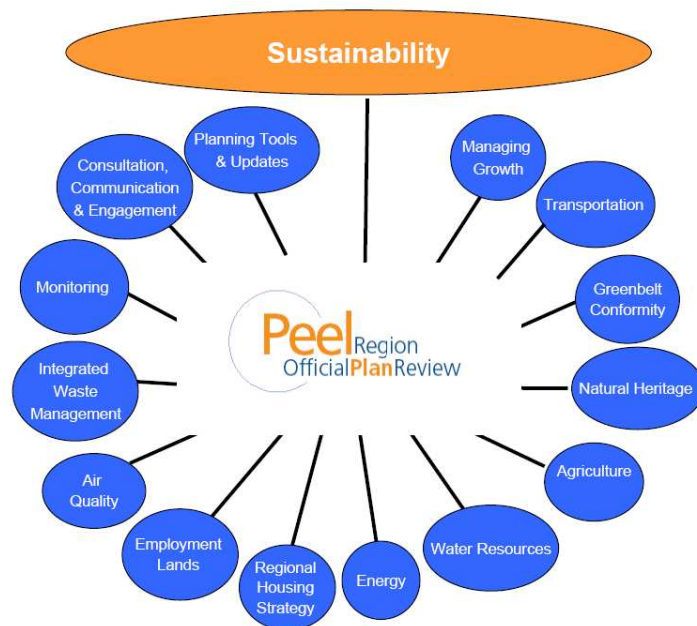 Sustainability
Planning Tools
& Updates
Consultation,
Communication
& Engagement
Managing
Growth
Transportation
Monitoring
Greenbelt
Conformity
Peel Region
Official Plan Review
Integrated
Waste
Management
Natural Heritage
Air
Quality
Agriculture
Employment
Lands
Regional
Housing
Strategy
Energy
Water Resources